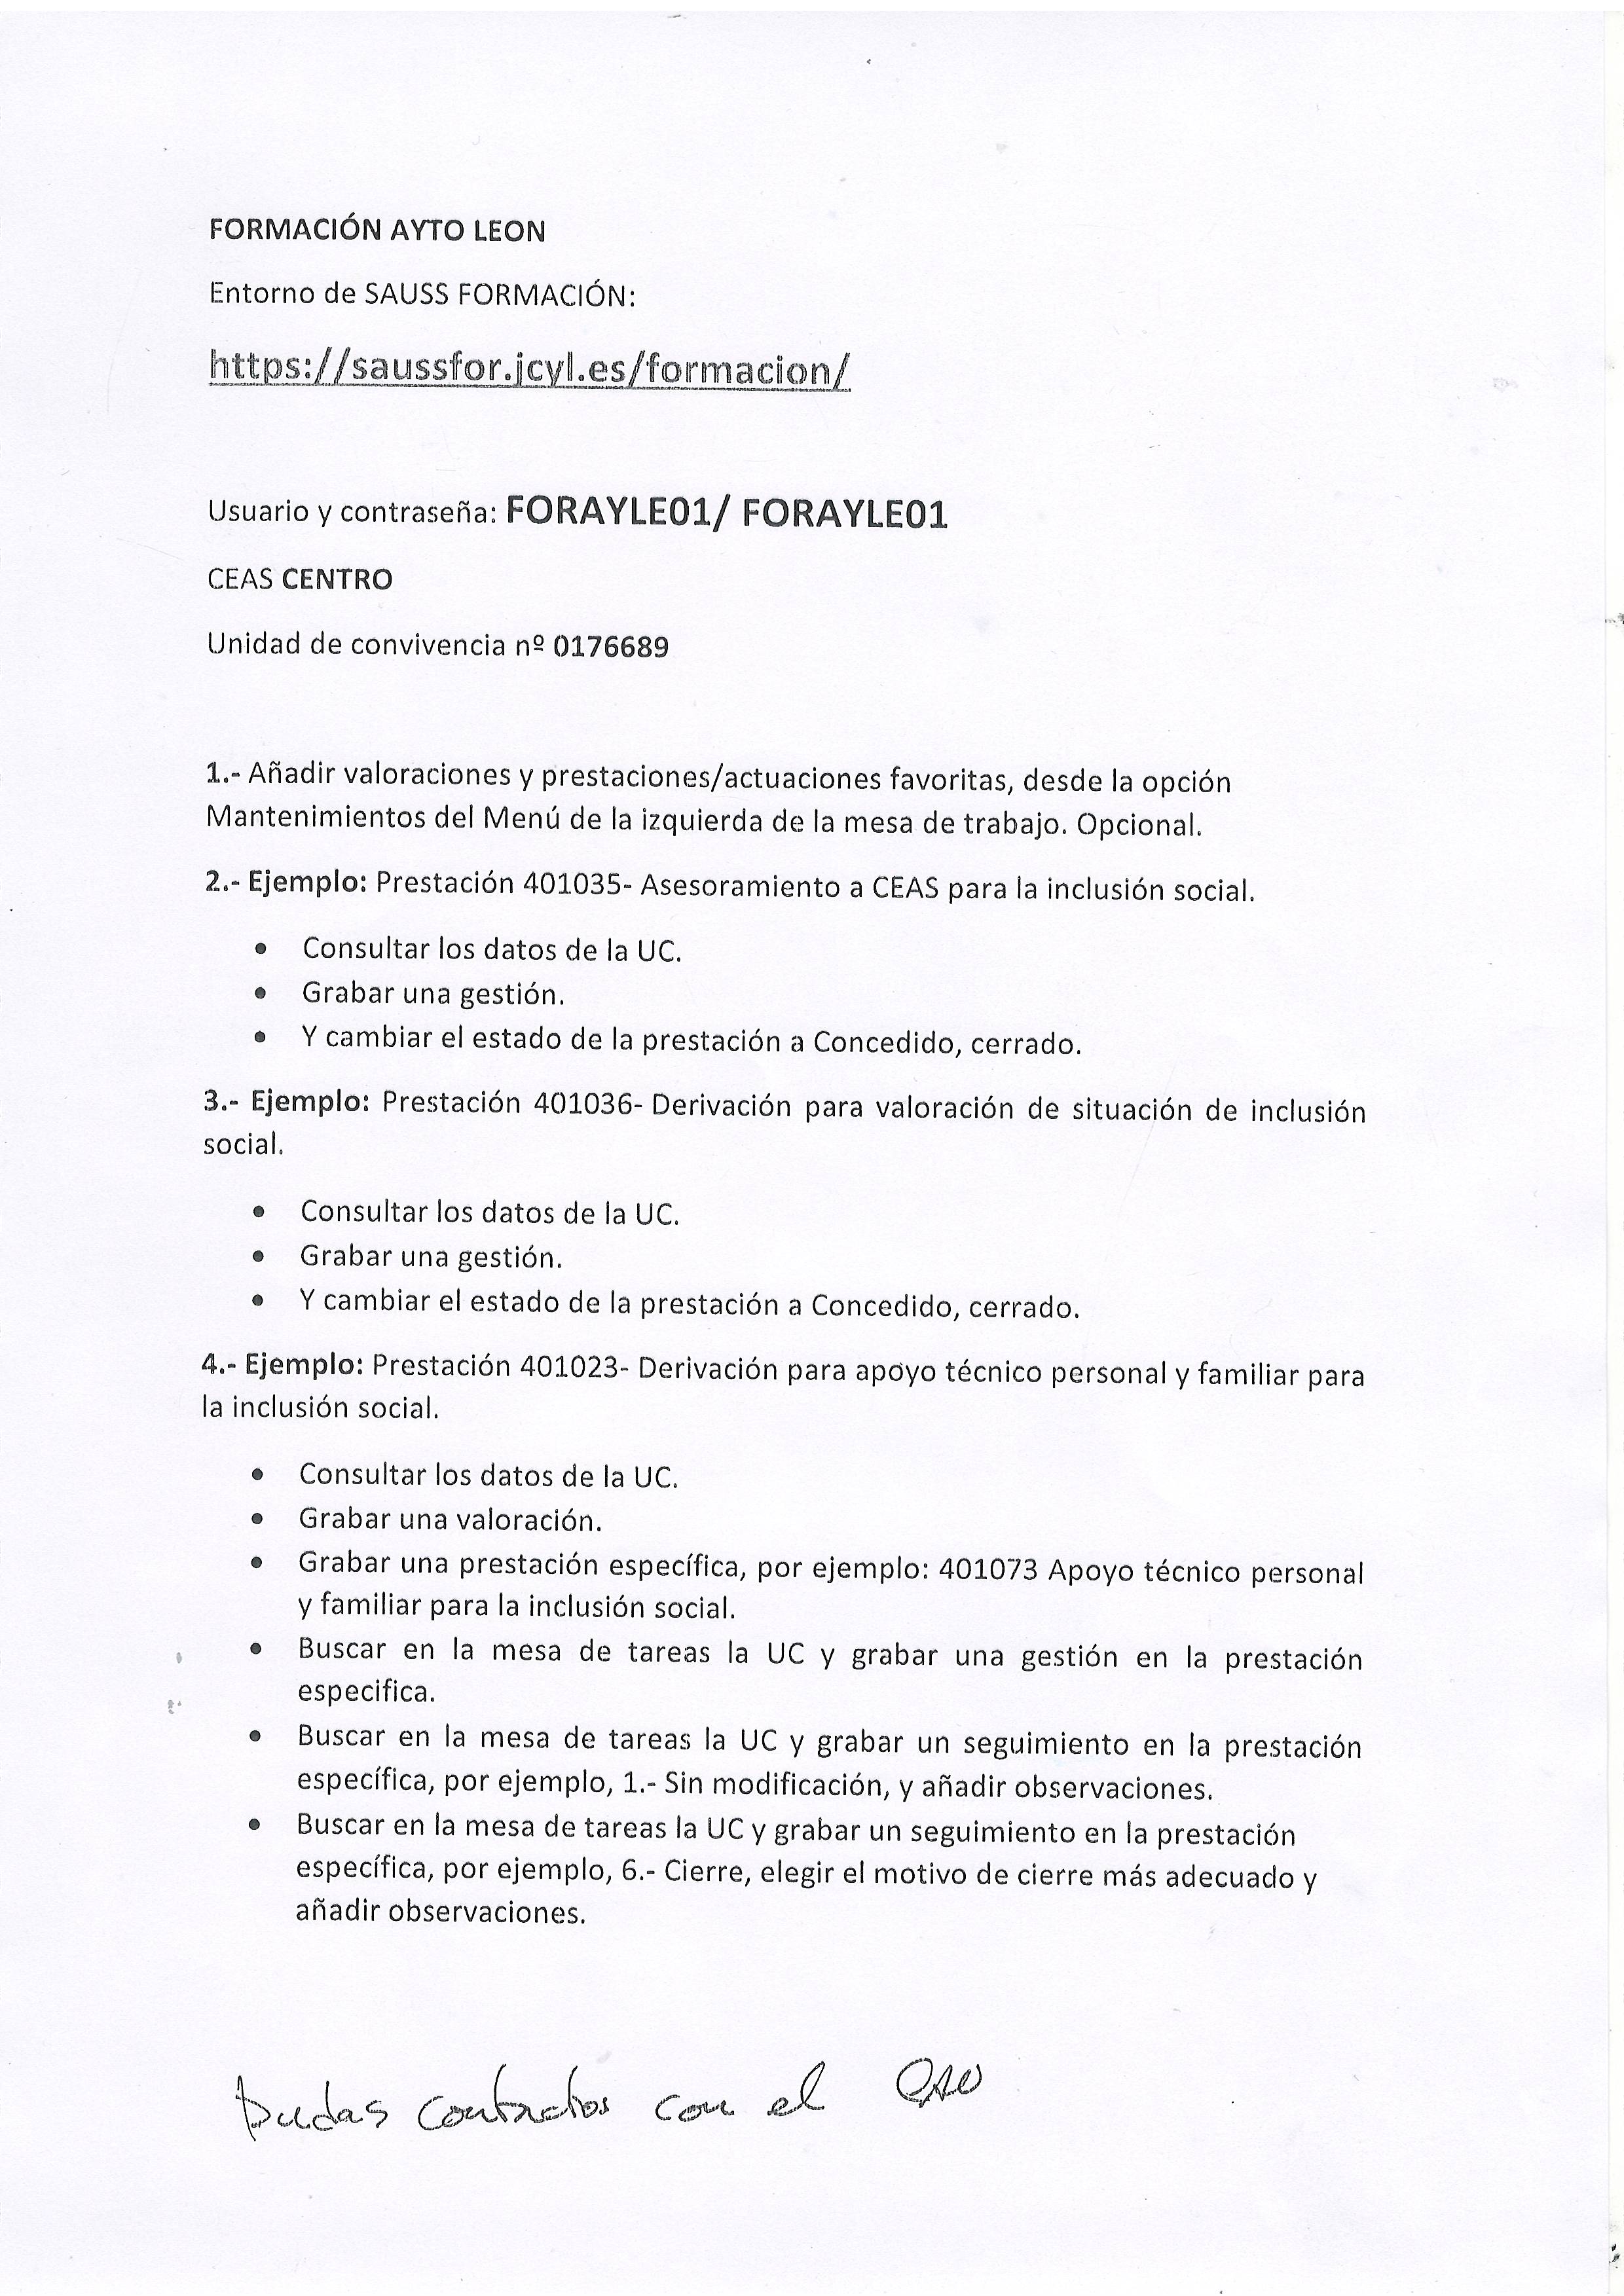 FORMACIÓN AYTO LEON
Entorno de SAUSS FORMACIÓN:
https://saussfor.jcyl.es/formacion/
Usuario y contraseña: FORAYLE01/ FORAYLE01
CEAS CENTRO
Unidad de convivencia nº 0176689
1.- Añadir valoraciones y prestaciones/actuaciones favoritas, desde la opción
Mantenimientos del Menú de la izquierda de la mesa de trabajo. Opcional.
2.- Ejemplo: Prestación 401035- Asesoramiento a CEAS para la inclusión social.
• Consultar los datos de la UC.
• Grabar una gestión.
• Y cambiar el estado de la prestación a Concedido, cerrado.
3.- Ejemplo: Prestación 401036- Derivación para valoración de situación de inclusión
social.
• Consultar los datos de la UC.
• Grabar una gestión.
• Y cambiar el estado de la prestación a Concedido, cerrado.
4.- Ejemplo: Prestación 401023- Derivación para apoyo técnico personal y familiar para
la inclusión social.
• Consultar los datos de la UC.
• Grabar una valoración.
• Grabar una prestación específica, por ejemplo: 401073 Apoyo técnico personal
y familiar para la inclusión social.
• Buscar en la mesa de tareas la UC y grabar una gestión en la prestación
especifica.
• Buscar en la mesa de tareas la UC y grabar un seguimiento en la prestación
específica, por ejemplo, 1.- Sin modificación, y añadir observaciones.
• Buscar en la mesa de tareas la UC y grabar un seguimiento en la prestación
específica, por ejemplo, 6.- Cierre, elegir el motivo de cierre más adecuado y
añadir observaciones.
Dudas con el